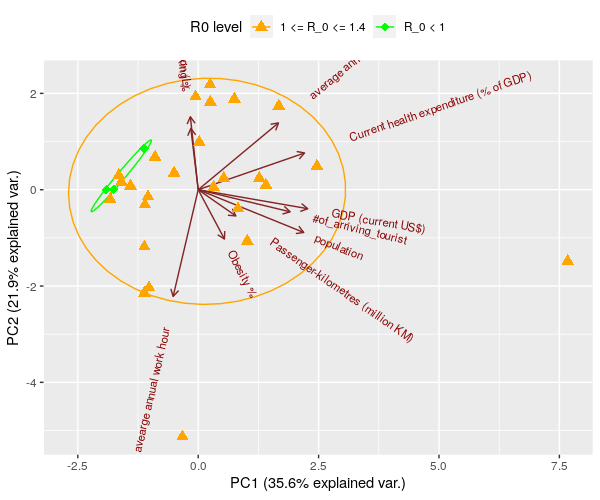 R0 level 1 <= R_0 <= 1.4 R_0 < 1
average ann
Current health expenditure (% of GDP)
GDP (current US$)
#of_arriving_tourist
population
Passenger-kilometres (million KM)
Obesity %
avearge annual work hour
PC2 (21.9% explained var.)
2
0
-2
-4
-2.5 0.0 2.5 5.0 7.5
PC1 (35.6% explained var.)